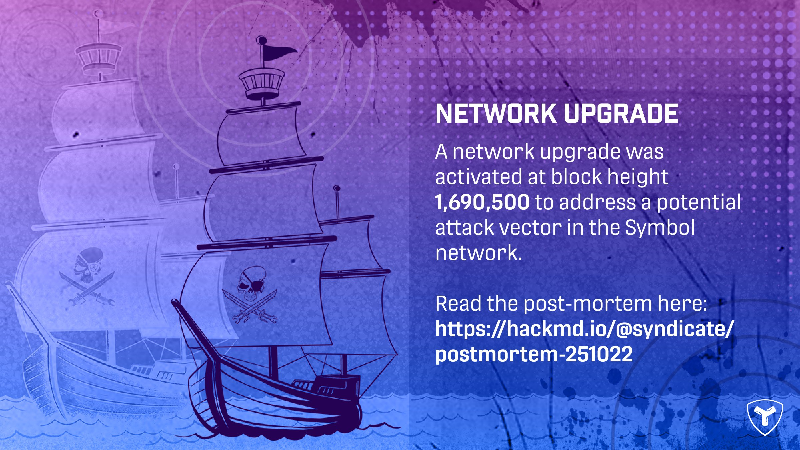 NETWORK UPGRADE
A network upgrade was
activated at block height
1,690,500 to address a potential
attack vector in the Symbol
network.
Read the post-mortem here:
https://hackmd.io/@syndicate/
postmortem-251022